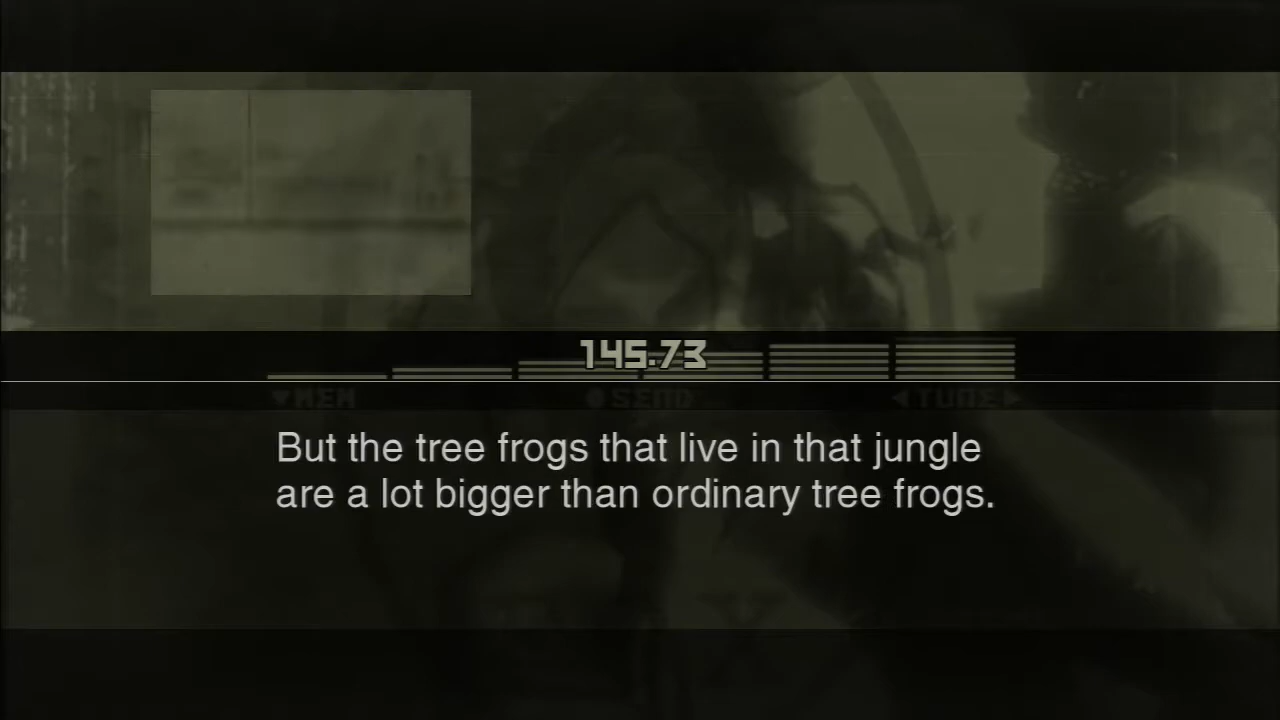 145.73
▼MEM ●SEND ◀TUNE▶
But the tree frogs that live in that jungle
are a lot bigger than ordinary tree frogs.